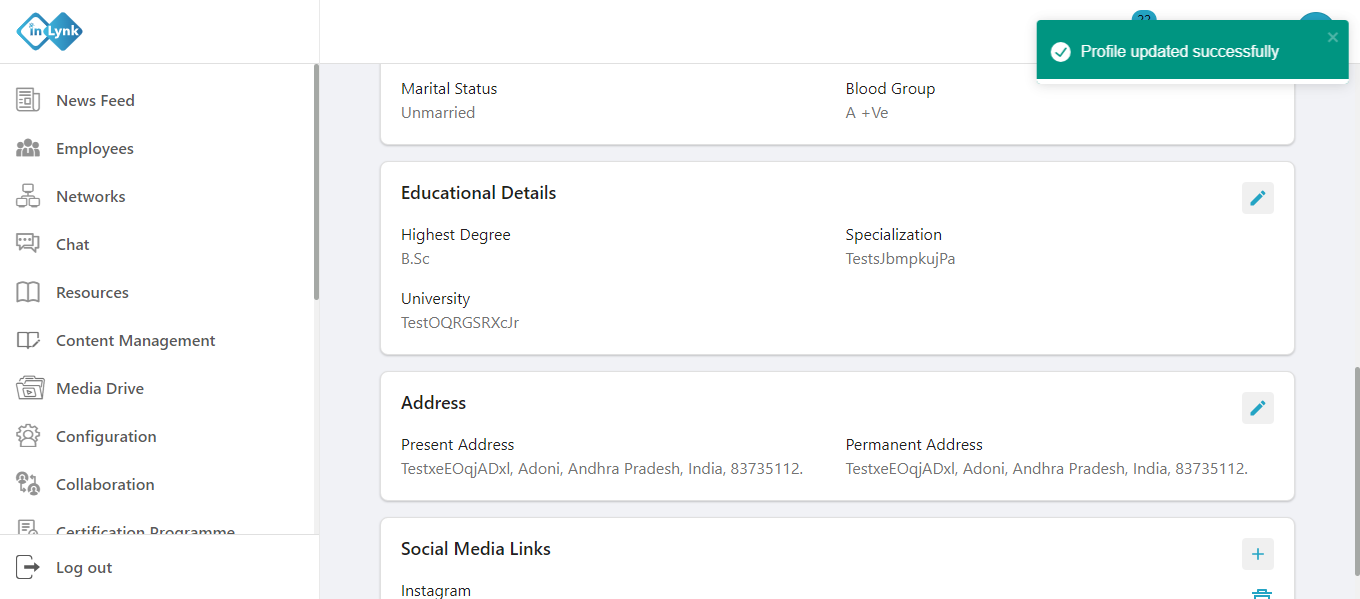 inLynk
22
Profile updated successfully
News Feed
Employees
Networks
Chat
Resources
Content Management
Media Drive
Configuration
Collaboration
Certification Programme
Log out
Marital Status
Unmarried
Blood Group
A +Ve
Educational Details
Highest Degree
B.Sc
Specialization
TestsJbmpkujPa
University
TestOQRGSRXcJr
Address
Present Address
TestxeEOqjADxl, Adoni, Andhra Pradesh, India, 83735112.
Permanent Address
TestxeEOqjADxl, Adoni, Andhra Pradesh, India, 83735112.
Social Media Links
Instagram